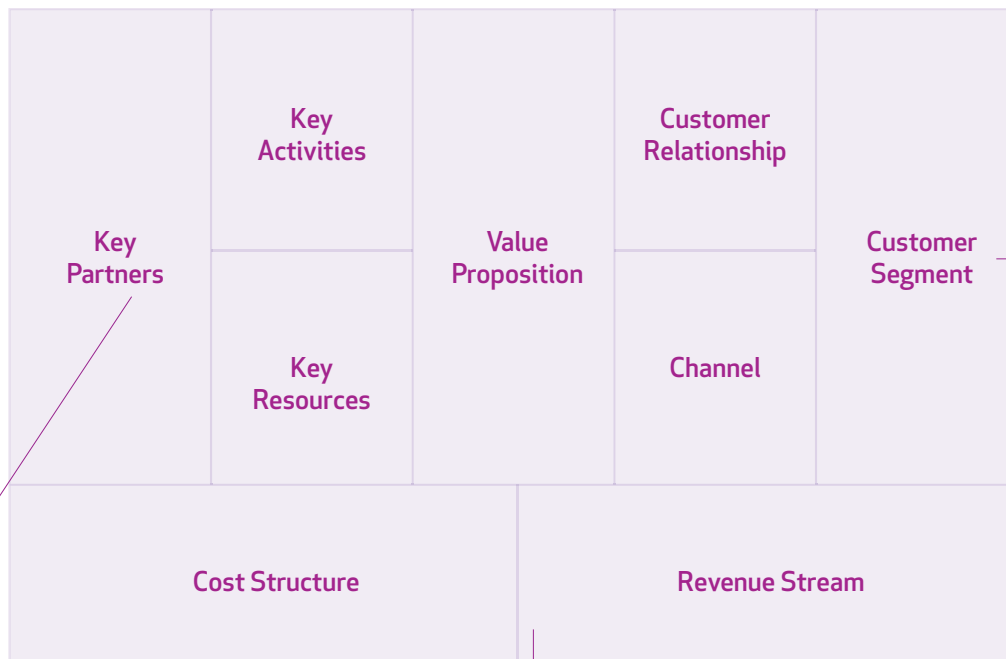 Key
Partners
Key
Activities
Key
Resources
Value
Proposition
Customer
Relationship
Channel
Customer
Segment
Cost Structure
Revenue Stream